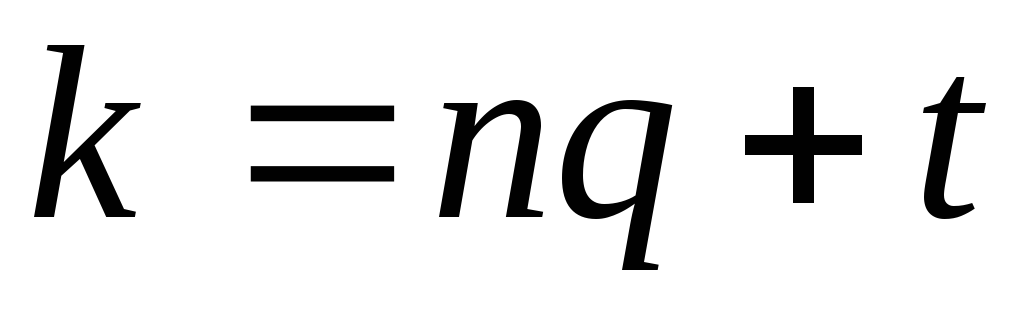 k = nq + t